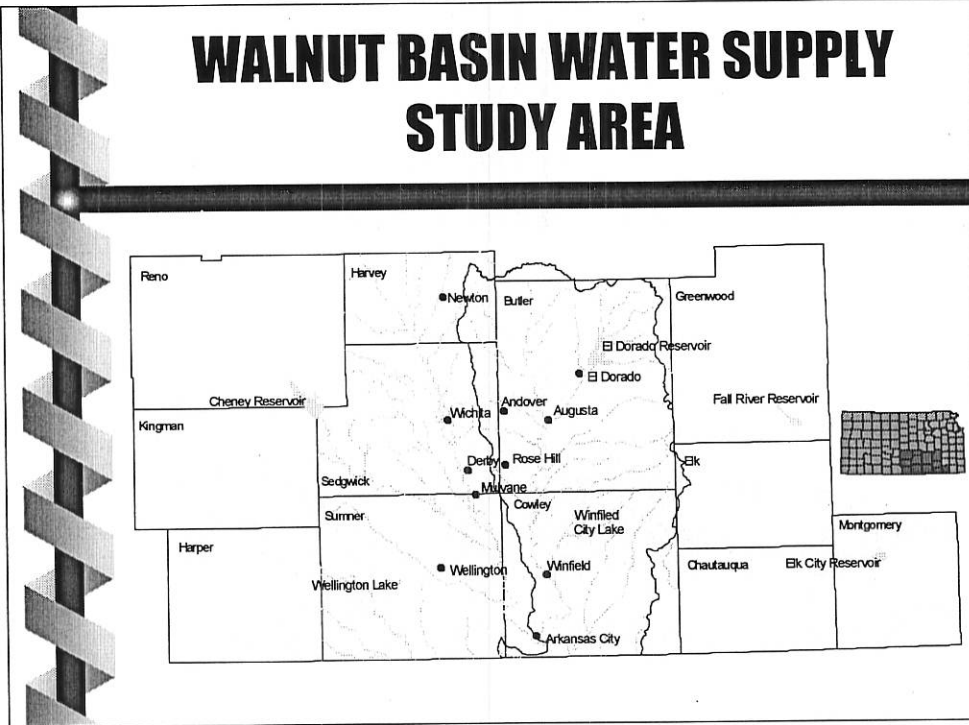 WALNUT BASIN WATER SUPPLY
STUDY AREA
Reno
Harvey
Newton
Butler
Greenwood
El Dorado Reservoir
El Dorado
Cheney Reservoir
Wichita
Andover
Augusta
Fall River Reservoir
Kingman
Derby
Rose Hill
Elk
Sedgwick
Mulvane
Sumner
Cowley
Winfiled
City Lake
Montgomery
Harper
Wellington
Winfield
Chautauqua
Elk City Reservoir
Wellington Lake
Arkansas City